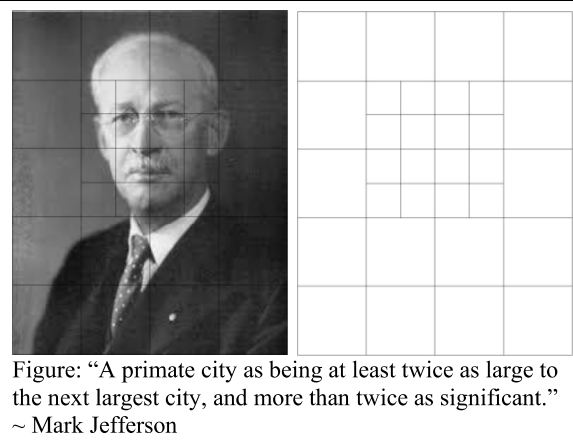 Figure: “A primate city as being at least twice as large to
the next largest city, and more than twice as significant.”
~ Mark Jefferson